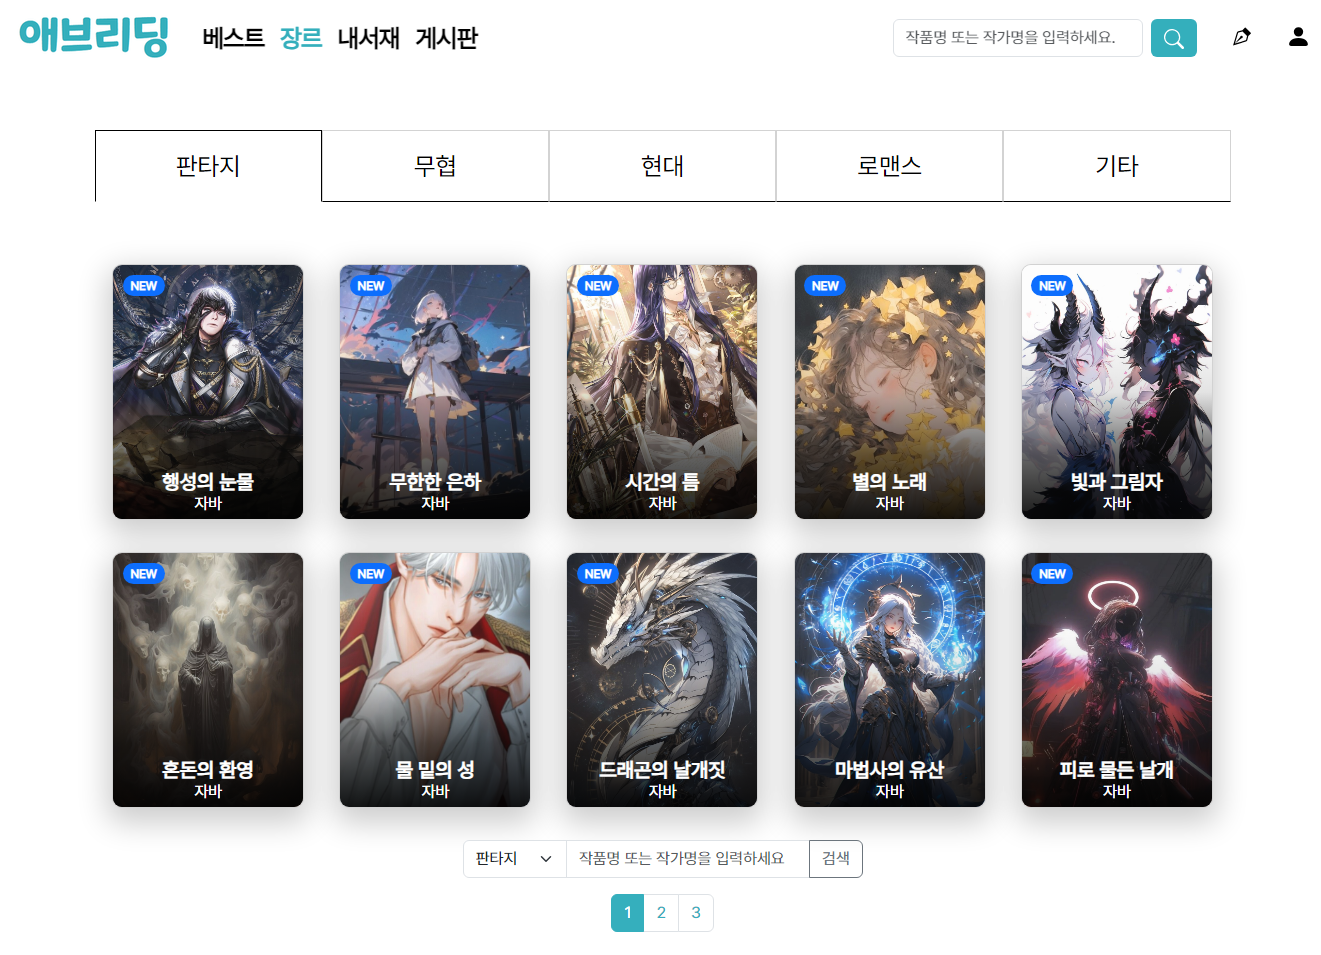 애브리딩
베스트 장르 내서재 게시판
작품명 또는 작가명을 입력하세요.
판타지 무협 현대 로맨스 기타
NEW NEW NEW NEW NEW
행성의 눈물 무한한 은하 시간의 틈 별의 노래 빛과 그림자
자바 자바 자바 자바 자바
NEW NEW NEW NEW NEW
혼돈의 환영 물 밑의 성 드래곤의 날개짓 마법사의 유산 피로 물든 날개
자바 자바 자바 자바 자바
판타지 작품명 또는 작가명을 입력하세요 검색
1 2 3